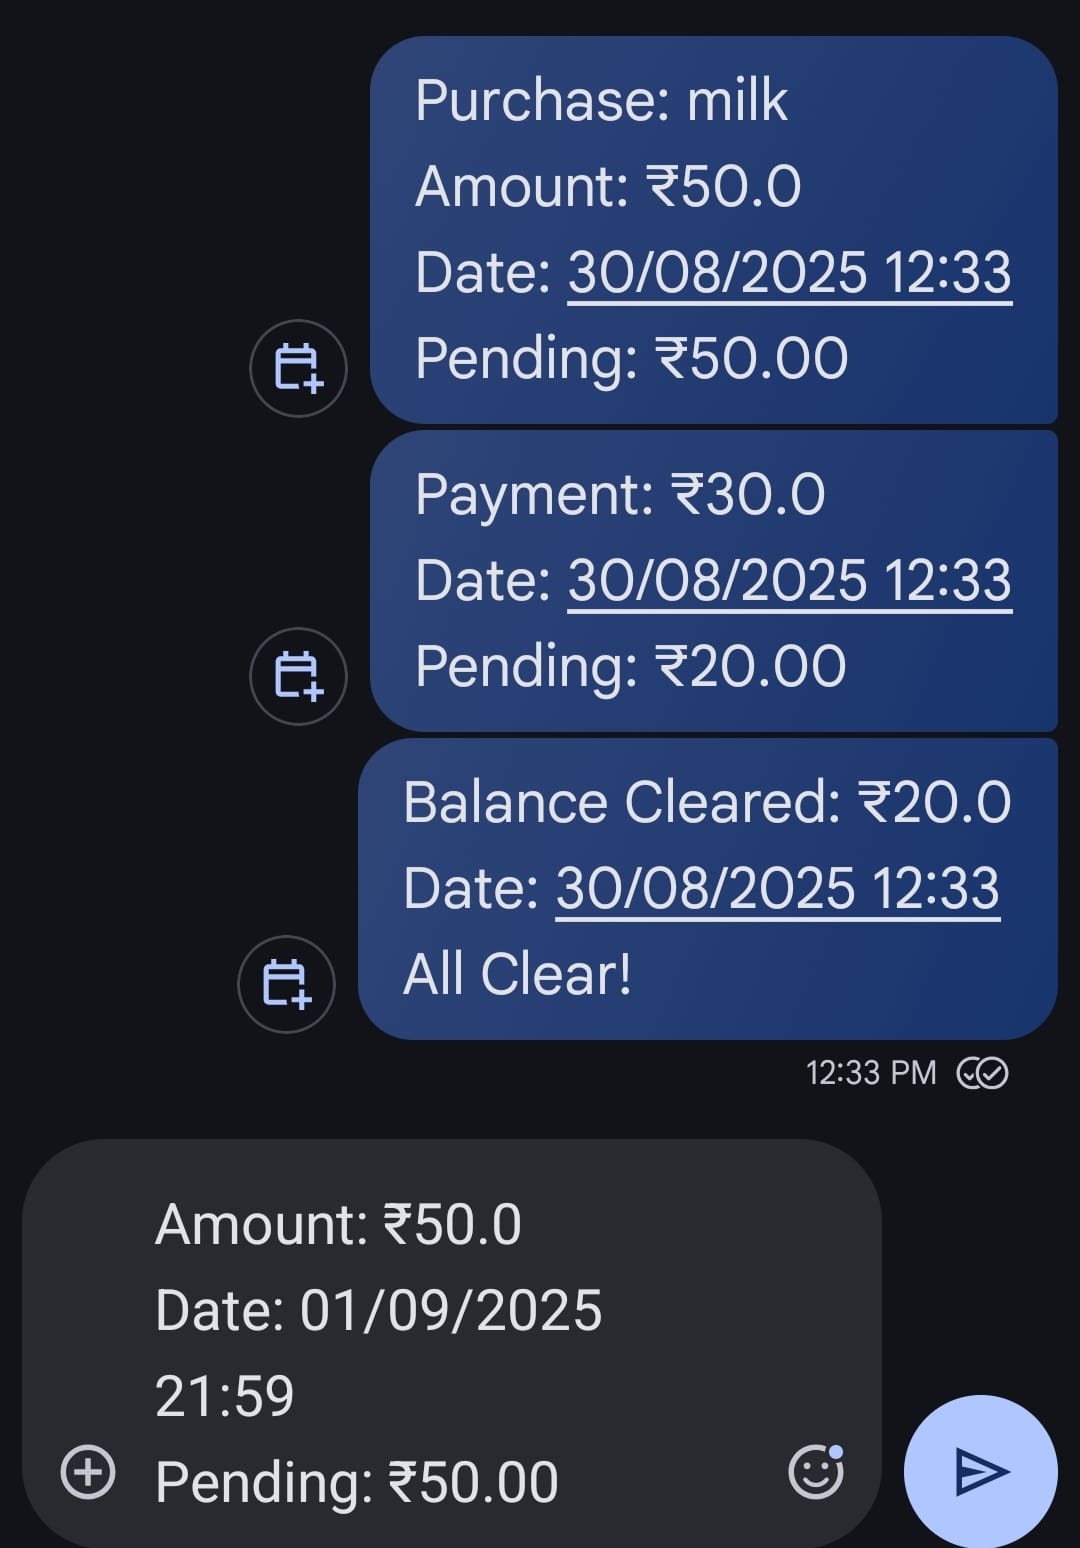 Purchase: milk
Amount: ₹50.0
Date: 30/08/2025 12:33
Pending: ₹50.00
Payment: ₹30.0
Date: 30/08/2025 12:33
Pending: ₹20.00
Balance Cleared: ₹20.0
Date: 30/08/2025 12:33
All Clear!
12:33 PM
Amount: ₹50.0
Date: 01/09/2025
21:59
Pending: ₹50.00